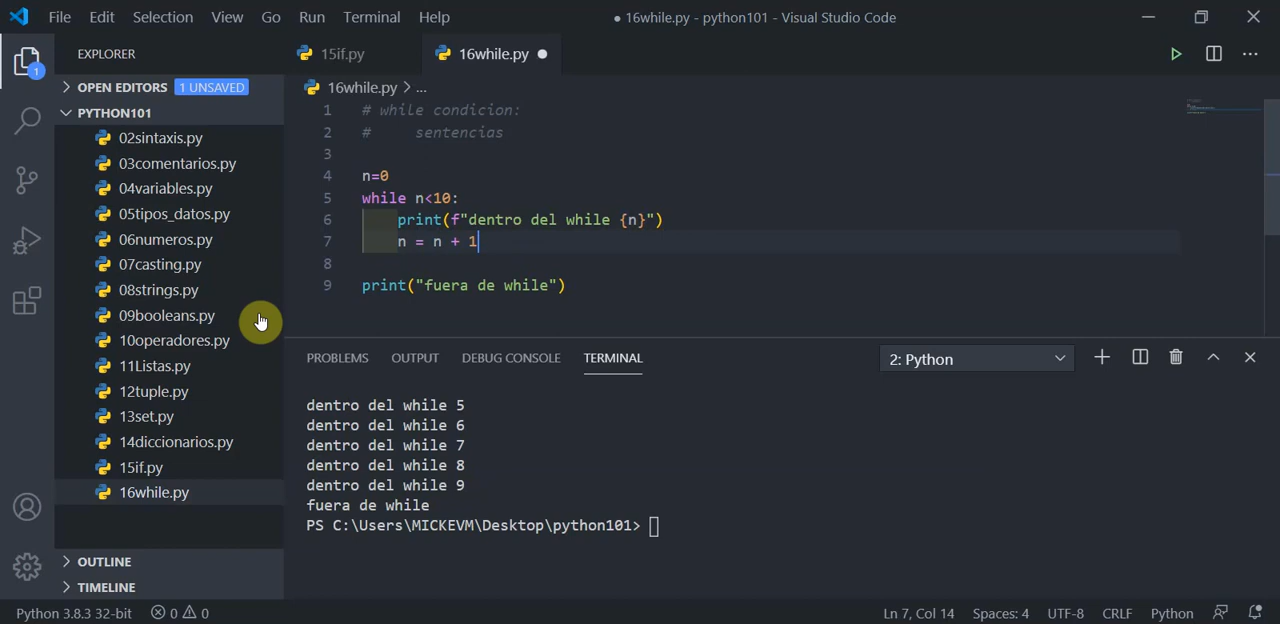 File Edit Selection View Go Run Terminal Help ● 16while.py - python101 - Visual Studio Code
EXPLORER
15if.py 16while.py
1
OPEN EDITORS 1 UNSAVED
PYTHON101
02sintaxis.py
03comentarios.py
04variables.py
05tipos_datos.py
06numeros.py
07casting.py
08strings.py
09booleans.py
10operadores.py
11Listas.py
12tuple.py
13set.py
14diccionarios.py
15if.py
16while.py
OUTLINE
TIMELINE
16while.py > ...
1 # while condicion:
2 #     sentencias
3
4 n=0
5 while n<10:
6     print(f"dentro del while {n}")
7     n = n + 1
8
9 print("fuera de while")
PROBLEMS OUTPUT DEBUG CONSOLE TERMINAL 2: Python
dentro del while 5
dentro del while 6
dentro del while 7
dentro del while 8
dentro del while 9
fuera de while
PS C:\Users\MICKEVM\Desktop\python101>
Python 3.8.3 32-bit 0 0 Ln 7, Col 14 Spaces: 4 UTF-8 CRLF Python